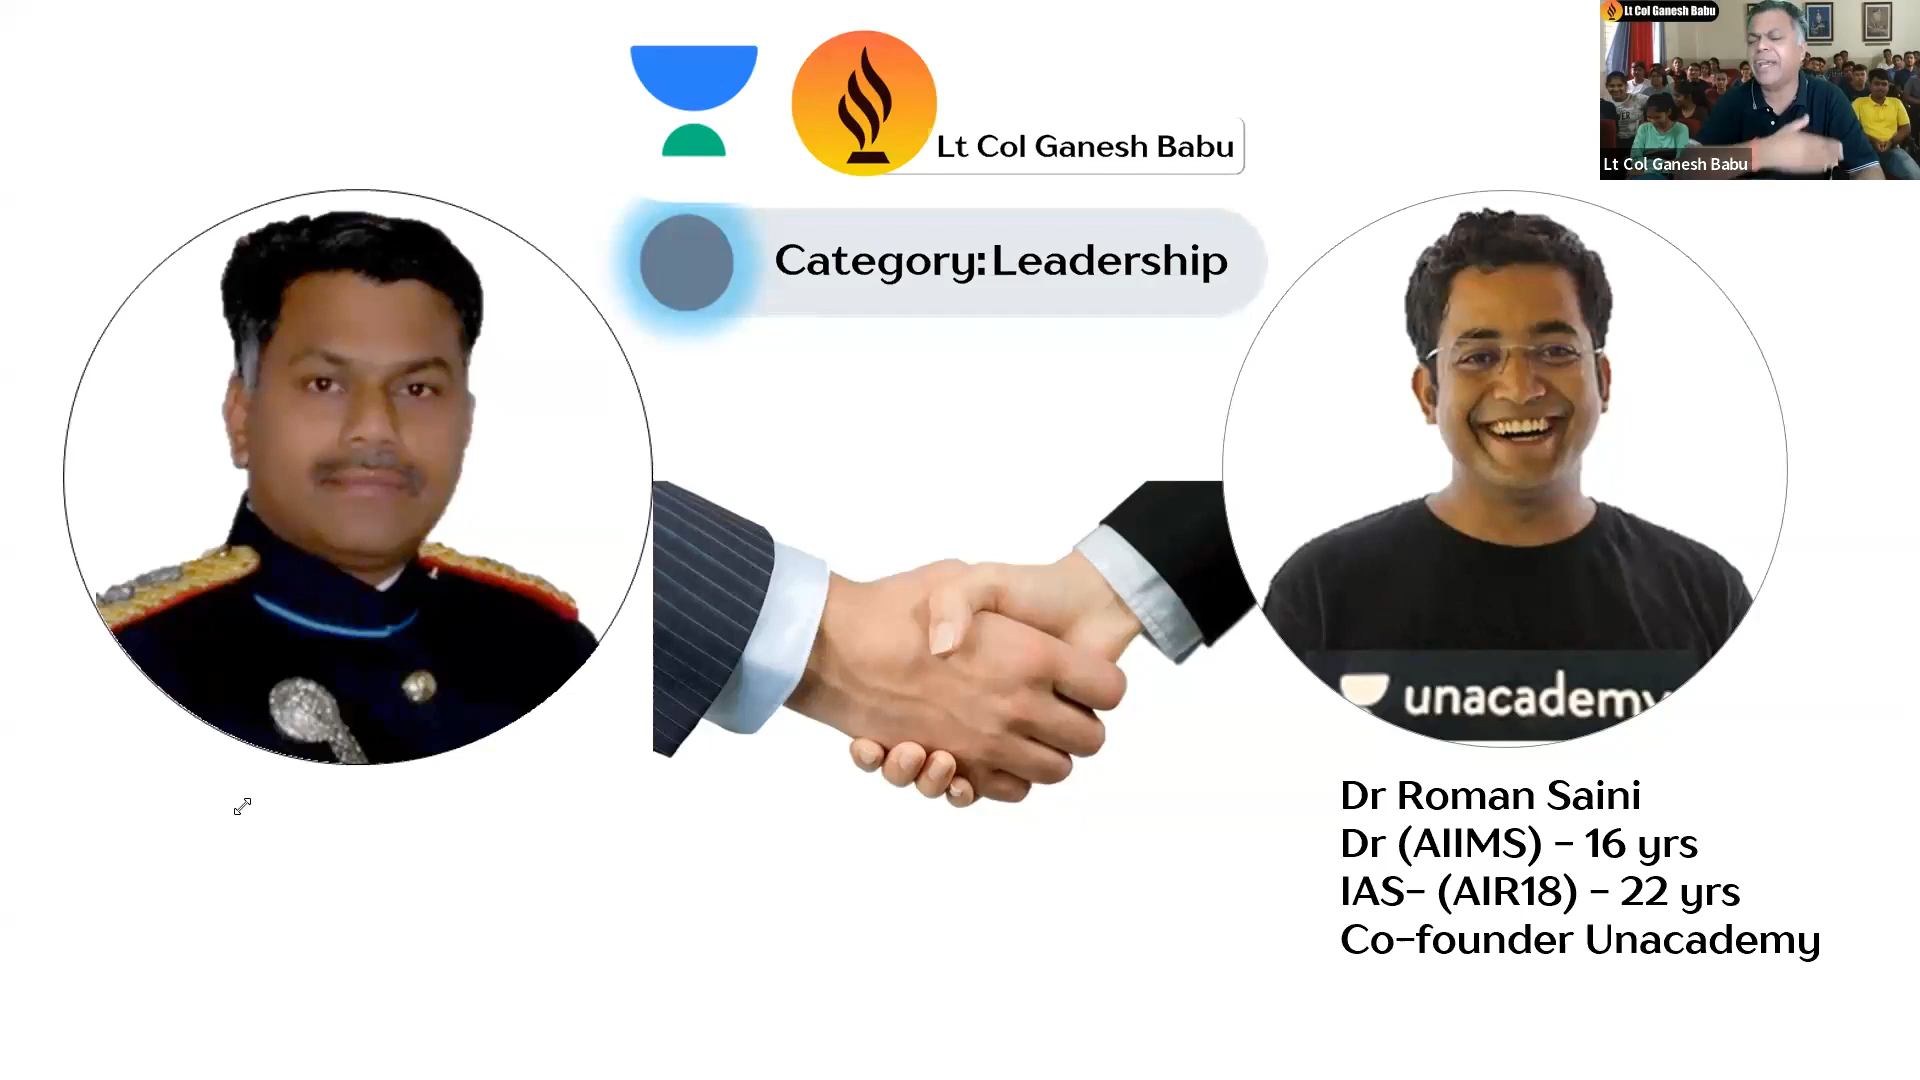 Lt Col Ganesh Babu
Lt Col Ganesh Babu
Lt Col Ganesh Babu
Category: Leadership
unacademy
Dr Roman Saini
Dr (AIIMS) - 16 yrs
IAS- (AIR18) - 22 yrs
Co-founder Unacademy